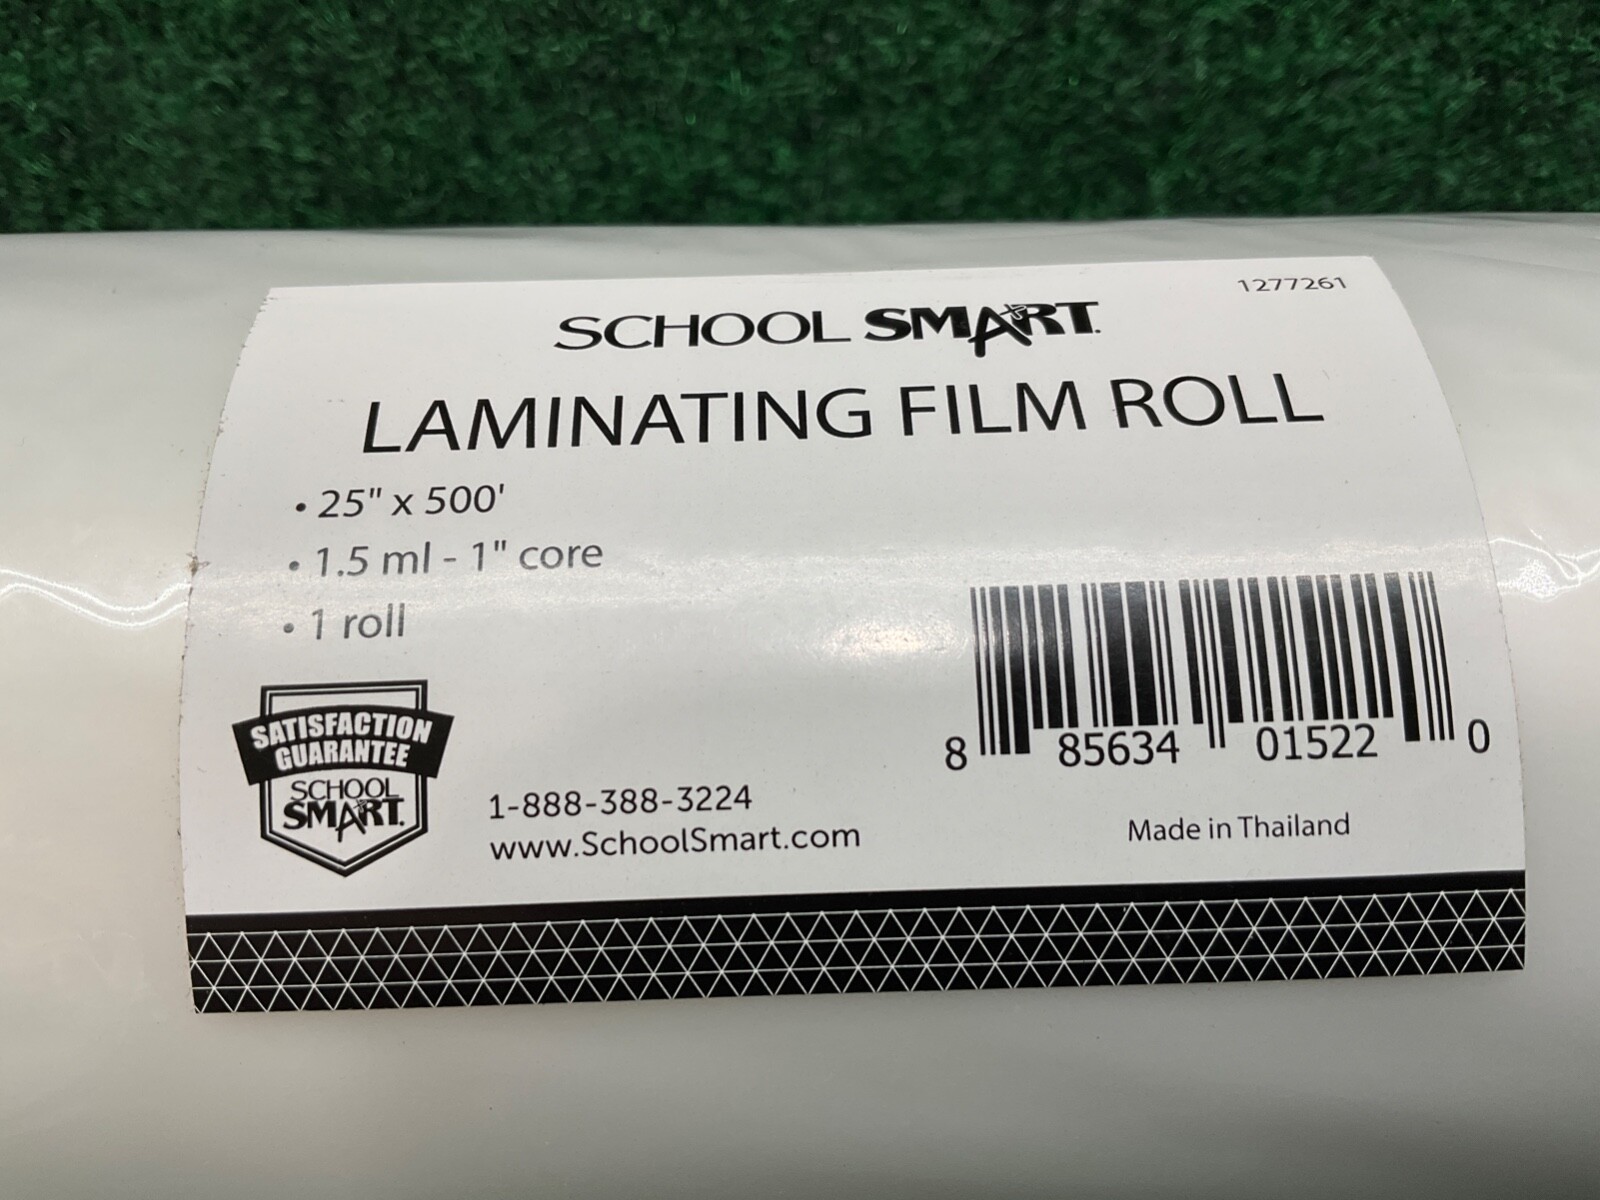 1277261
SCHOOL SMART.
LAMINATING FILM ROLL
• 25" x 500'
• 1.5 ml - 1" core
• 1 roll
SATISFACTION
GUARANTEE
SCHOOL
SMART.
1-888-388-3224
www.SchoolSmart.com
8 85634 01522 0
Made in Thailand